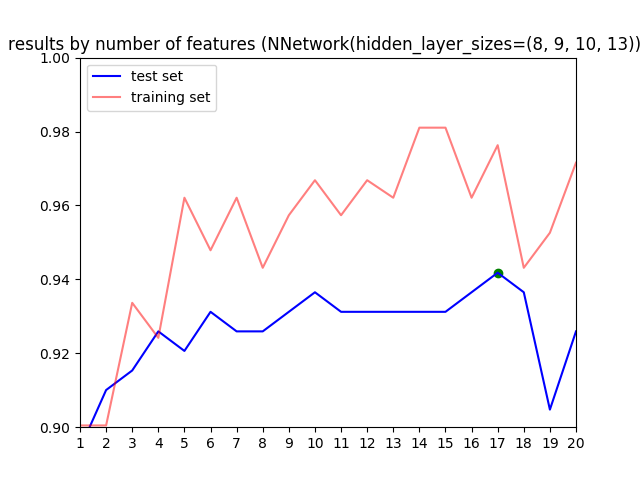 results by number of features (NNetwork(hidden_layer_sizes=(8, 9, 10, 13))
test set
training set
1.00
0.98
0.96
0.94
0.92
0.90
1 2 3 4 5 6 7 8 9 10 11 12 13 14 15 16 17 18 19 20